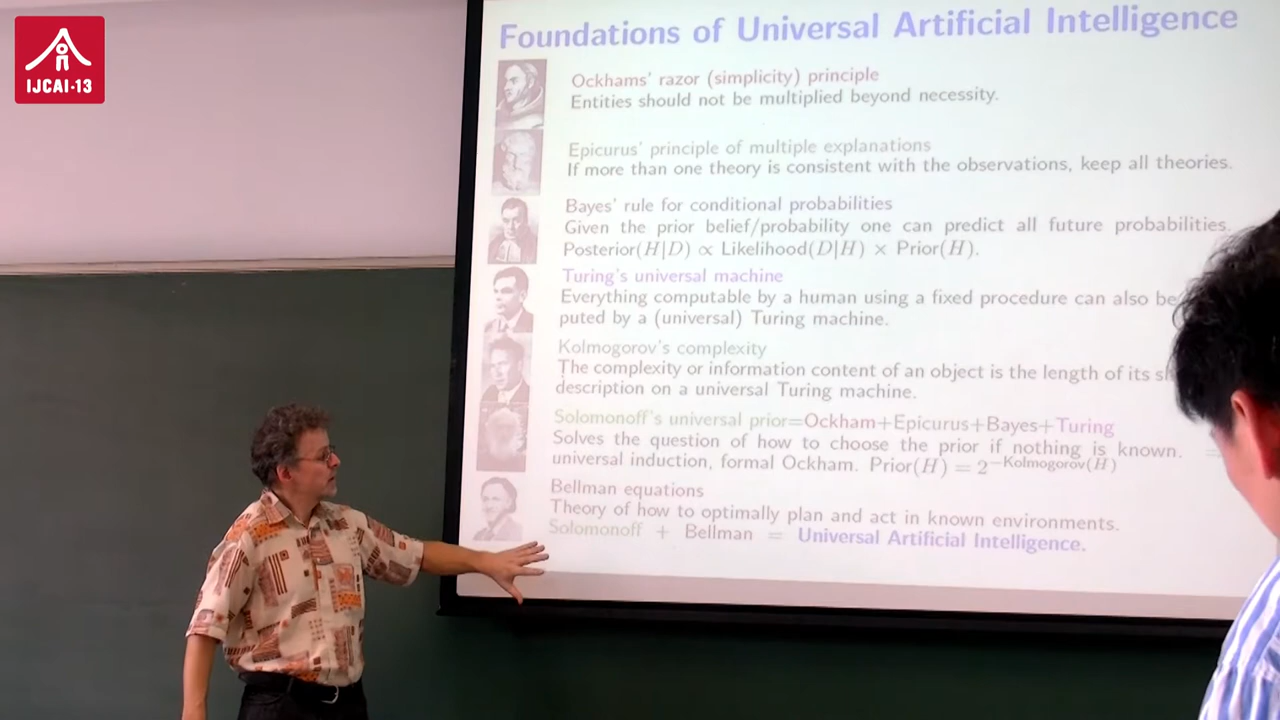 IJCAI-13
Foundations of Universal Artificial Intelligence
Ockhams' razor (simplicity) principle
Entities should not be multiplied beyond necessity.
Epicurus' principle of multiple explanations
If more than one theory is consistent with the observations, keep all theories.
Bayes' rule for conditional probabilities
Given the prior belief/probability one can predict all future probabilities.
Posterior(H|D) ∝ Likelihood(D|H) × Prior(H).
Turing's universal machine
Everything computable by a human using a fixed procedure can also be
puted by a (universal) Turing machine.
Kolmogorov's complexity
The complexity or information content of an object is the length of its
description on a universal Turing machine.
Solomonoff's universal prior=Ockham+Epicurus+Bayes+Turing
Solves the question of how to choose the prior if nothing is known.
universal induction, formal Ockham. Prior(H) = 2^−Kolmogorov(H)
Bellman equations
Theory of how to optimally plan and act in known environments.
Solomonoff + Bellman = Universal Artificial Intelligence.